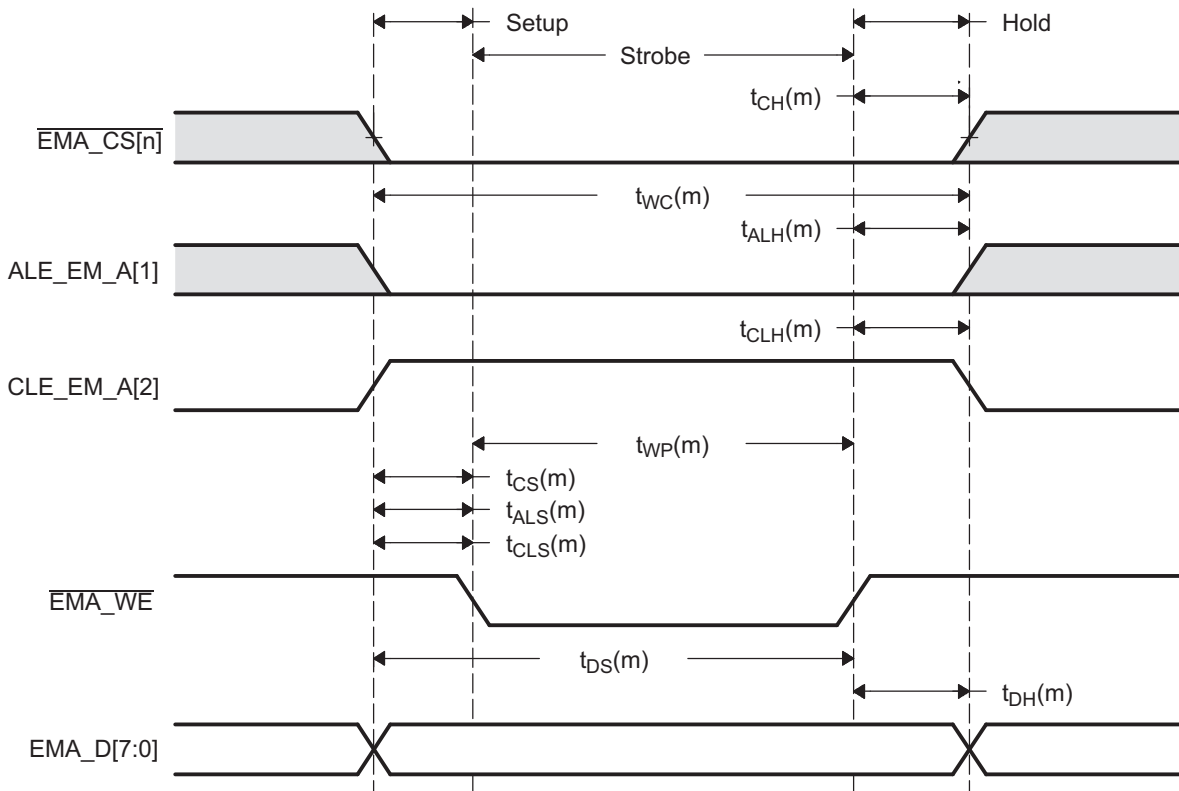 Setup
Hold
Strobe
tCH(m)
EMA_CS[n]
tWC(m)
tALH(m)
ALE_EM_A[1]
tCLH(m)
CLE_EM_A[2]
tWP(m)
tCS(m)
tALS(m)
tCLS(m)
EMA_WE
tDS(m)
tDH(m)
EMA_D[7:0]